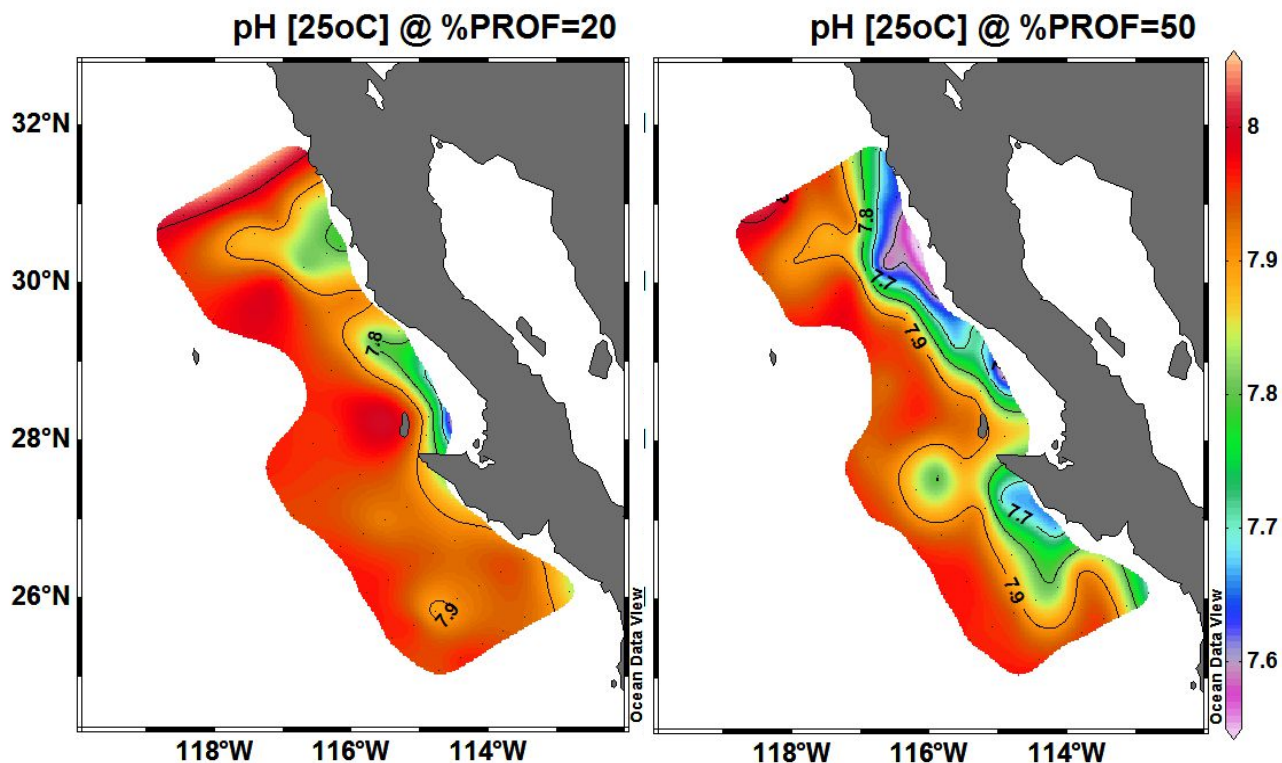 pH [25oC] @ %PROF=20
pH [25oC] @ %PROF=50
32°N
30°N
28°N
26°N
7.8
7.9
118°W
116°W
114°W
Ocean Data View
7.8
7.7
7.9
7.7
7.9
118°W
116°W
114°W
Ocean Data View
8
7.9
7.8
7.7
7.6